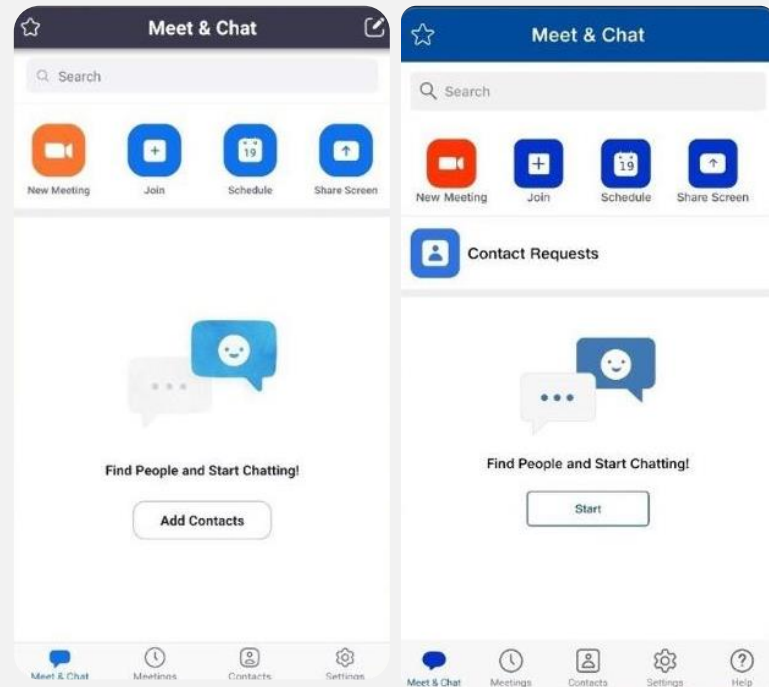 Meet & Chat
Search
19
New Meeting
Join
Schedule
Share Screen
Find People and Start Chatting!
Add Contacts
Meet & Chat
Meetings
Contacts
Settings
Meet & Chat
Search
19
New Meeting
Join
Schedule
Share Screen
Contact Requests
Find People and Start Chatting!
Start
Meet & Chat
Meetings
Contacts
Settings
Help